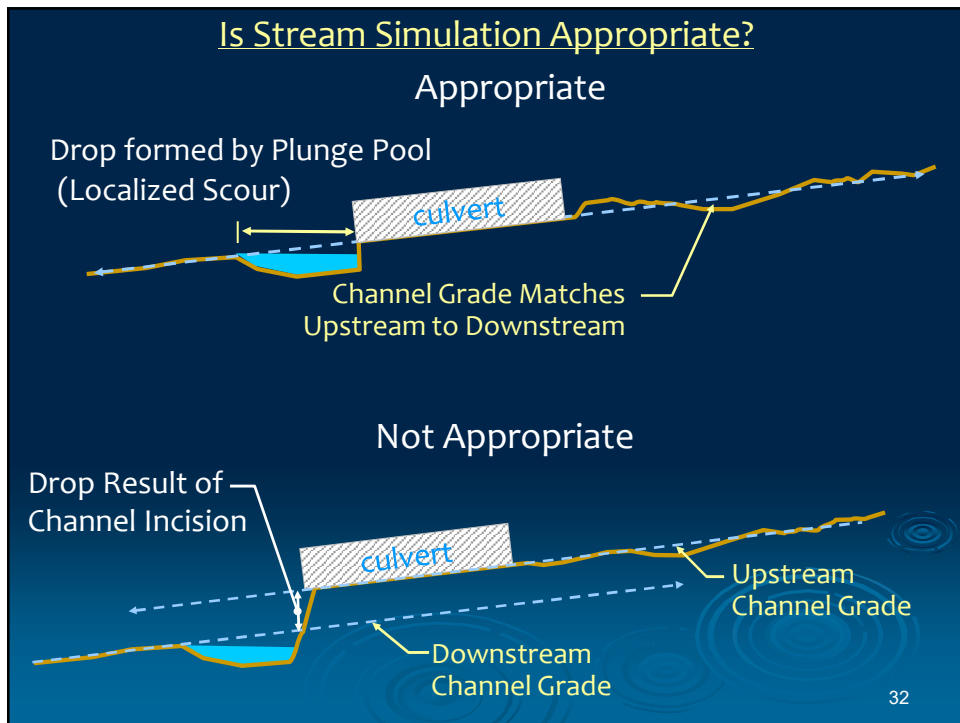 Is Stream Simulation Appropriate?
Appropriate
Drop formed by Plunge Pool
(Localized Scour)
culvert
Channel Grade Matches
Upstream to Downstream
Not Appropriate
Drop Result of
Channel Incision
culvert
Upstream
Channel Grade
Downstream
Channel Grade
32